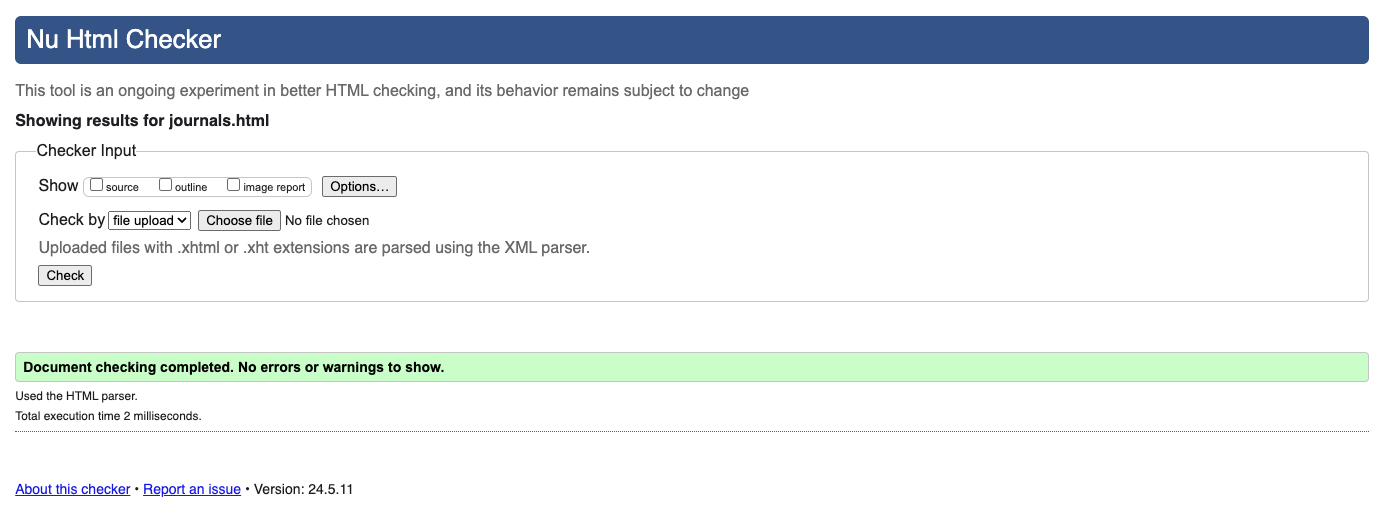 Nu Html Checker
This tool is an ongoing experiment in better HTML checking, and its behavior remains subject to change
Showing results for journals.html
Checker Input
Show source outline image report Options...
Check by file upload Choose file No file chosen
Uploaded files with .xhtml or .xht extensions are parsed using the XML parser.
Check
Document checking completed. No errors or warnings to show.
Used the HTML parser.
Total execution time 2 milliseconds.
About this checker • Report an issue • Version: 24.5.11